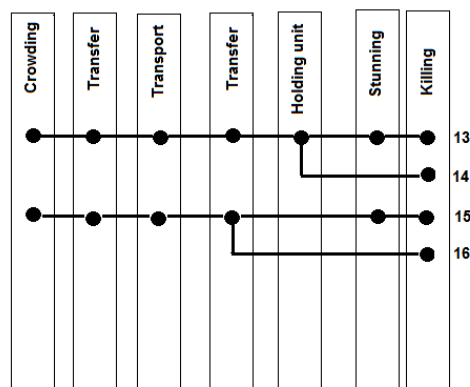 Crowding
Transfer
Transport
Transfer
Holding unit
Stunning
Killing
13
14
15
16